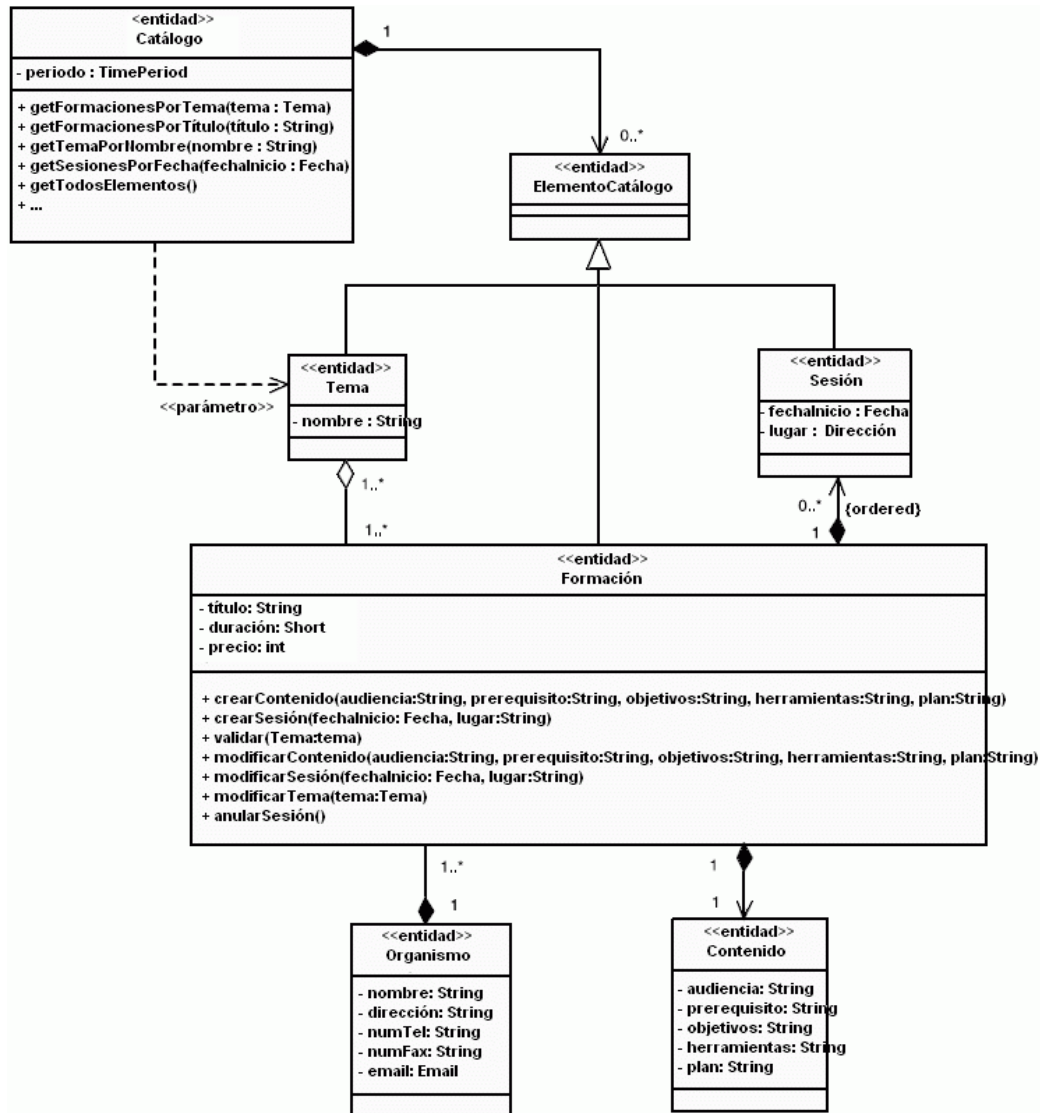 <<entidad>>
Catálogo
- periodo : TimePeriod
+ getFormacionesPorTema(tema : Tema)
+ getFormacionesPorTítulo(título : String)
+ getTemaPorNombre(nombre : String)
+ getSesionesPorFecha(fechaInicio : Fecha)
+ getTodosElementos()
+ ...
1
0..*
<<entidad>>
ElementoCatálogo
<<parámetro>>
<<entidad>>
Tema
- nombre : String
1..*
1..*
<<entidad>>
Sesión
- fechaInicio : Fecha
- lugar : Dirección
0..*
{ordered}
1
<<entidad>>
Formación
- título: String
- duración: Short
- precio: int
+ crearContenido(audiencia:String, prerequisito:String, objetivos:String, herramientas:String, plan:String)
+ crearSesión(fechaInicio: Fecha, lugar:String)
+ validar(Tema:tema)
+ modificarContenido(audiencia:String, prerequisito:String, objetivos:String, herramientas:String, plan:String)
+ modificarSesión(fechaInicio: Fecha, lugar:String)
+ modificarTema(tema:Tema)
+ anularSesión()
1..*
1
<<entidad>>
Organismo
- nombre: String
- dirección: String
- numTel: String
- numFax: String
- email: Email
1
1
<<entidad>>
Contenido
- audiencia: String
- prerequisito: String
- objetivos: String
- herramientas: String
- plan: String